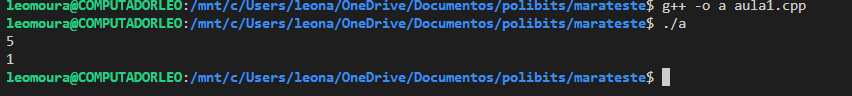 leomoura@COMPUTADORLEO:/mnt/c/Users/leona/OneDrive/Documentos/polibits/marateste$ g++ -o a aula1.cpp
leomoura@COMPUTADORLEO:/mnt/c/Users/leona/OneDrive/Documentos/polibits/marateste$ ./a
5
1
leomoura@COMPUTADORLEO:/mnt/c/Users/leona/OneDrive/Documentos/polibits/marateste$